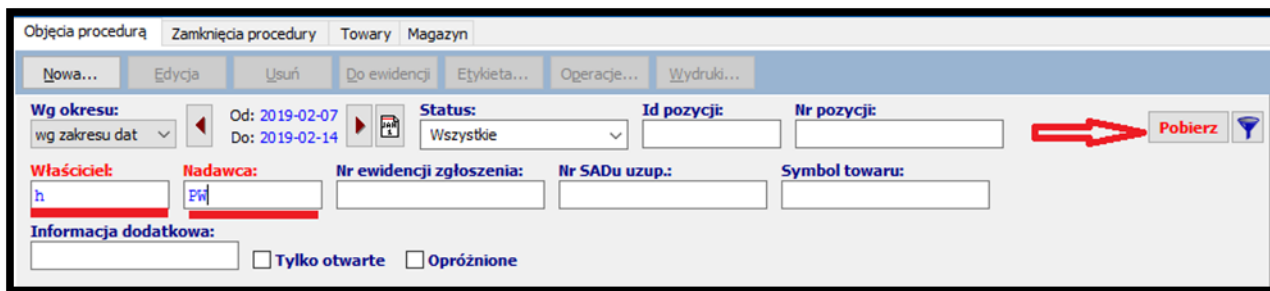 Objęcia procedurą Zamknięcia procedury Towary Magazyn
Nowa... Edycja Usuń Do ewidencji Etykieta... Operacje... Wydruki...
Wg okresu: Od: 2019-02-07 Status: Id pozycji: Nr pozycji:
wg zakresu dat Do: 2019-02-14 Wszystkie Pobierz
Właściciel: Nadawca: Nr ewidencji zgłoszenia: Nr SADu uzup.: Symbol towaru:
h PW
Informacja dodatkowa:
Tylko otwarte Opróżnione